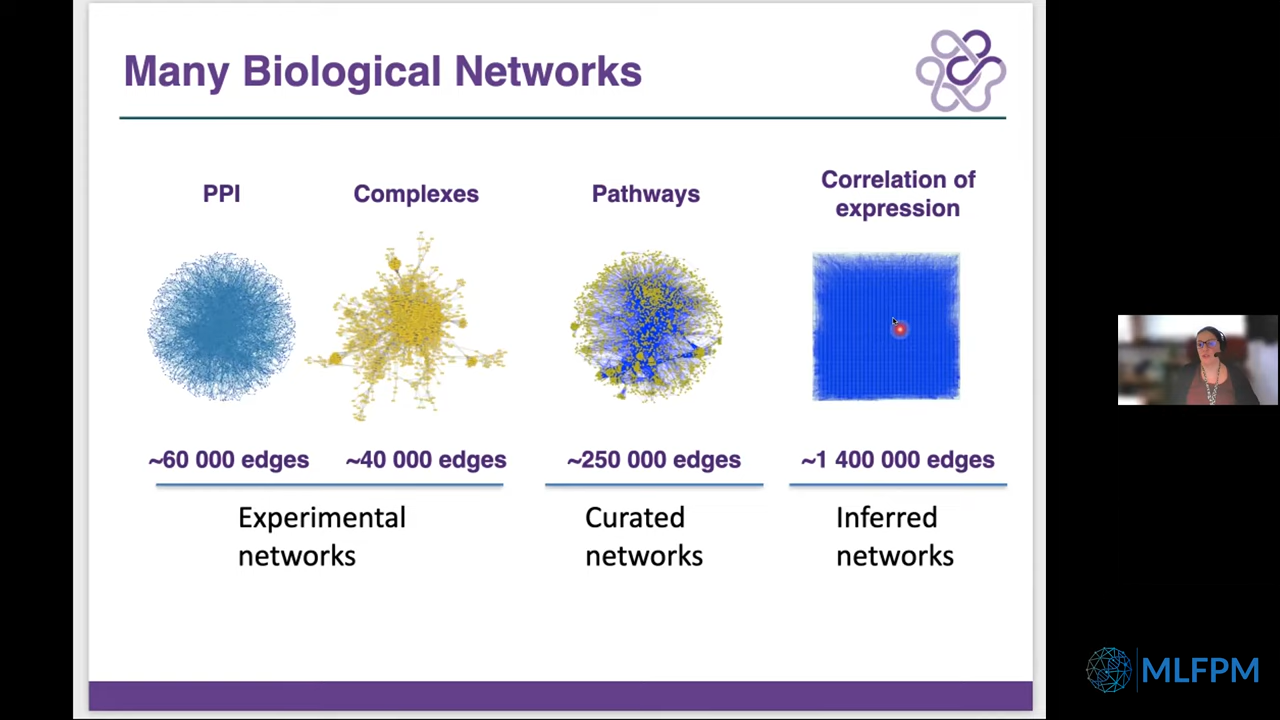 Many Biological Networks
PPI
Complexes
Pathways
Correlation of
expression
~60 000 edges
~40 000 edges
~250 000 edges
~1 400 000 edges
Experimental
networks
Curated
networks
Inferred
networks
MLFPM